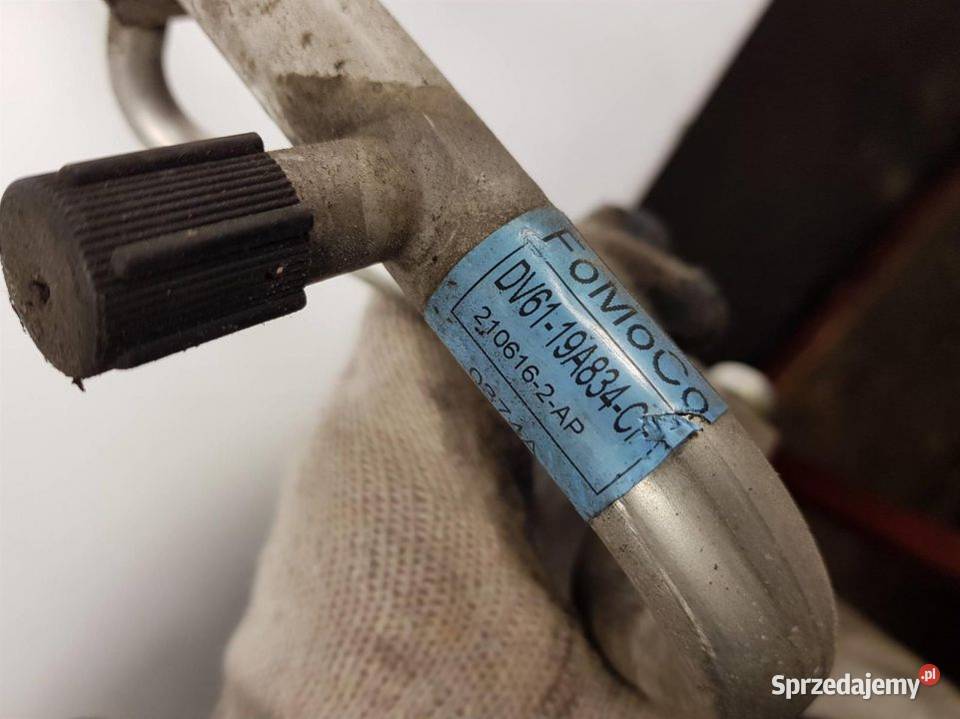 FoMoCo
DV61-19A834-C
210616-2-AP
Sprzedajemy.pl